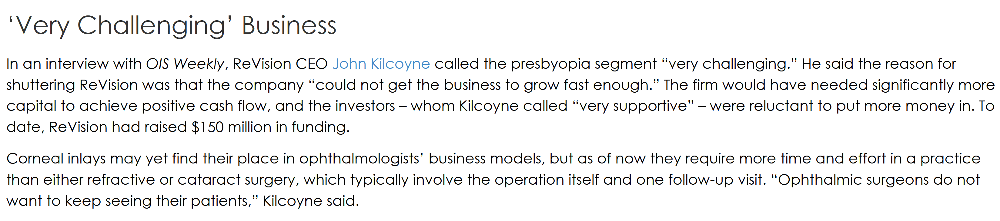 ‘Very Challenging’ Business
In an interview with OIS Weekly, ReVision CEO John Kilcoyne called the presbyopia segment “very challenging.” He said the reason for
shuttering ReVision was that the company “could not get the business to grow fast enough.” The firm would have needed significantly more
capital to achieve positive cash flow, and the investors – whom Kilcoyne called “very supportive” – were reluctant to put more money in. To
date, ReVision had raised $150 million in funding.
Corneal inlays may yet find their place in ophthalmologists’ business models, but as of now they require more time and effort in a practice
than either refractive or cataract surgery, which typically involve the operation itself and one follow-up visit. “Ophthalmic surgeons do not
want to keep seeing their patients,” Kilcoyne said.